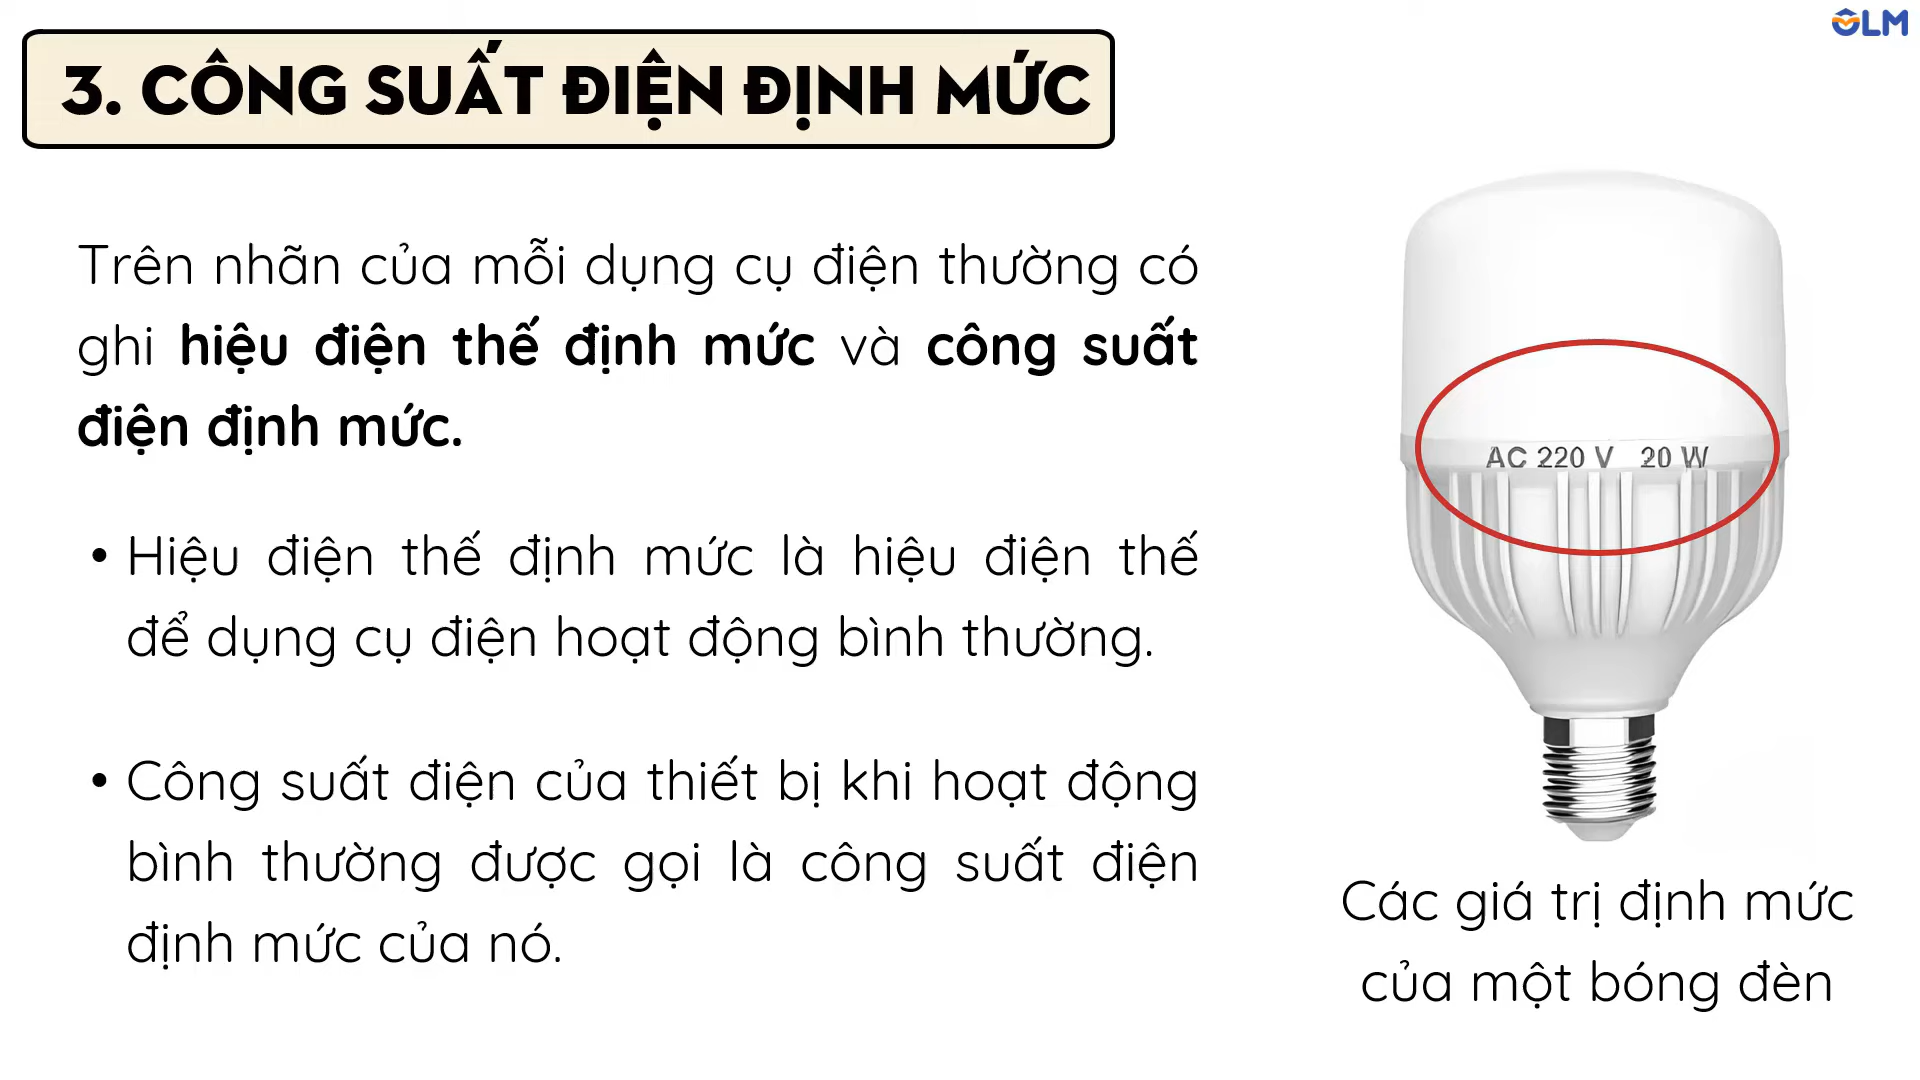 OLM
3. CÔNG SUẤT ĐIỆN ĐỊNH MỨC
Trên nhãn của mỗi dụng cụ điện thường có
ghi hiệu điện thế định mức và công suất
điện định mức.
• Hiệu điện thế định mức là hiệu điện thế
để dụng cụ điện hoạt động bình thường.
• Công suất điện của thiết bị khi hoạt động
bình thường được gọi là công suất điện
định mức của nó.
AC 220 V 20 W
Các giá trị định mức
của một bóng đèn